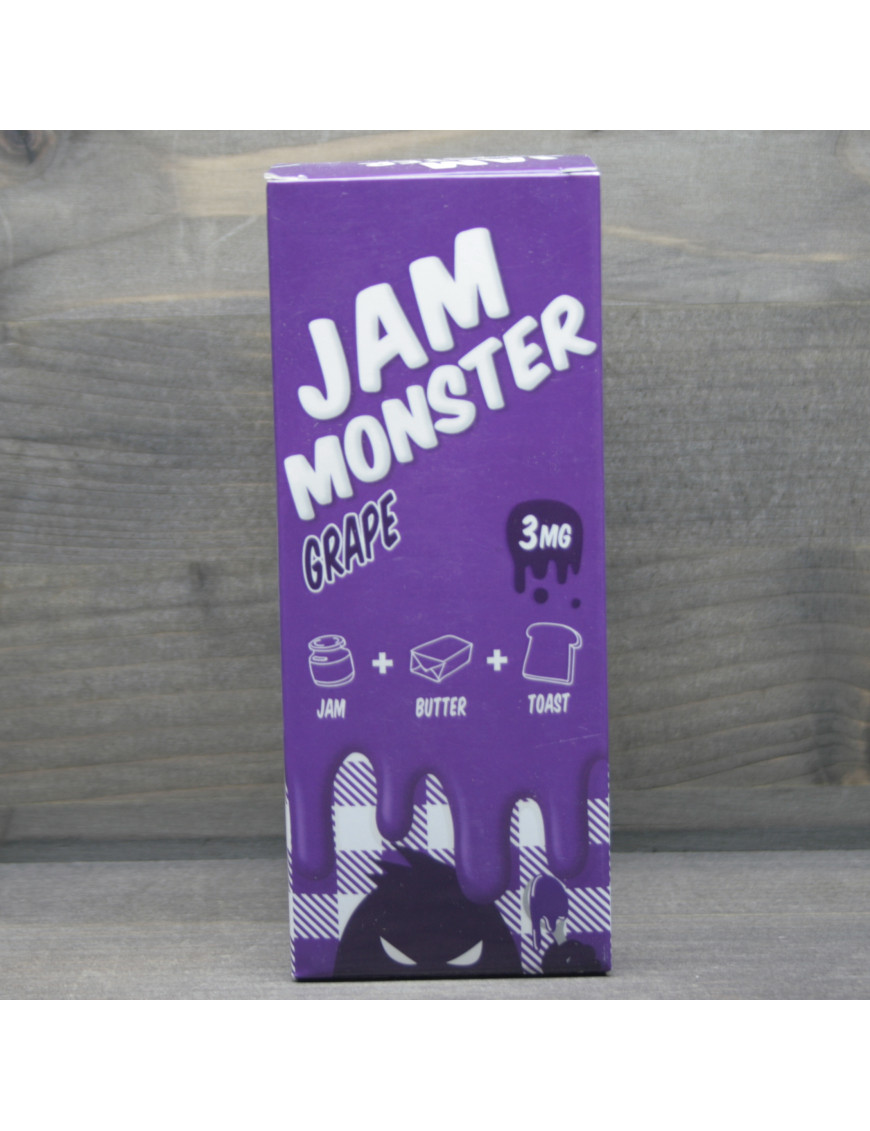 JAM
MONSTER
GRAPE
3MG
JAM + BUTTER + TOAST